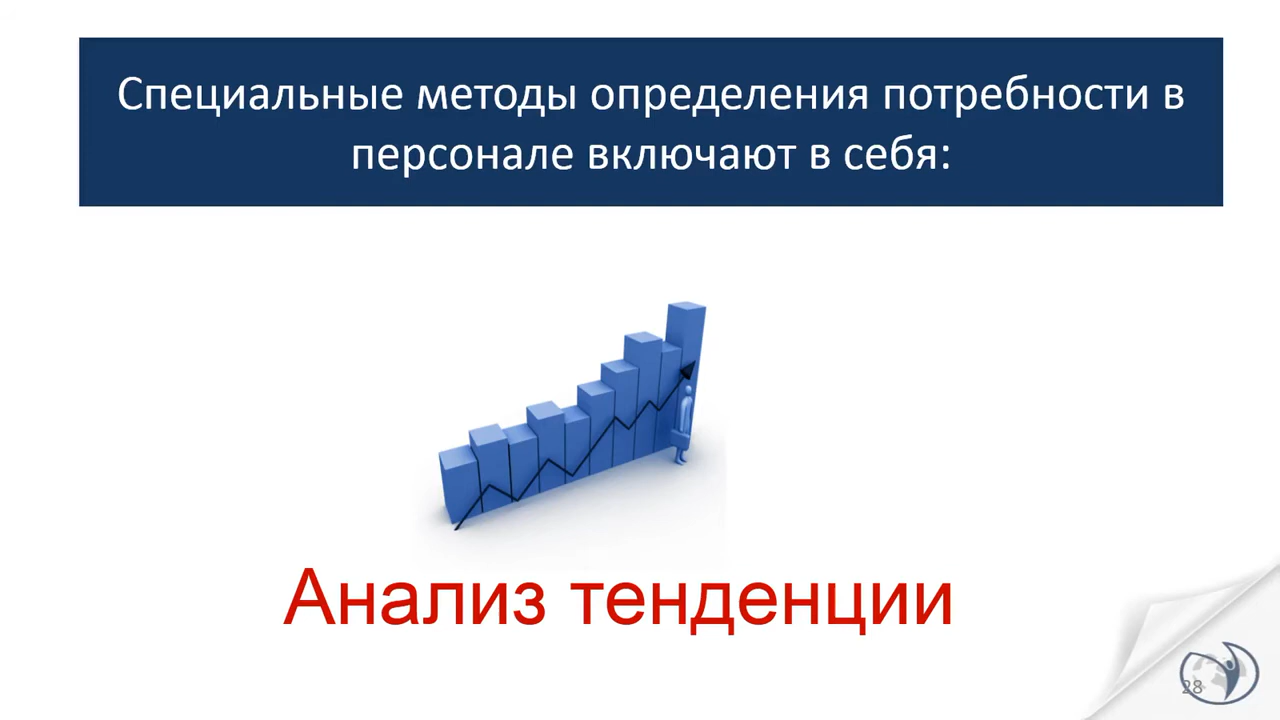 Специальные методы определения потребности в
персонале включают в себя:
Анализ тенденции
28